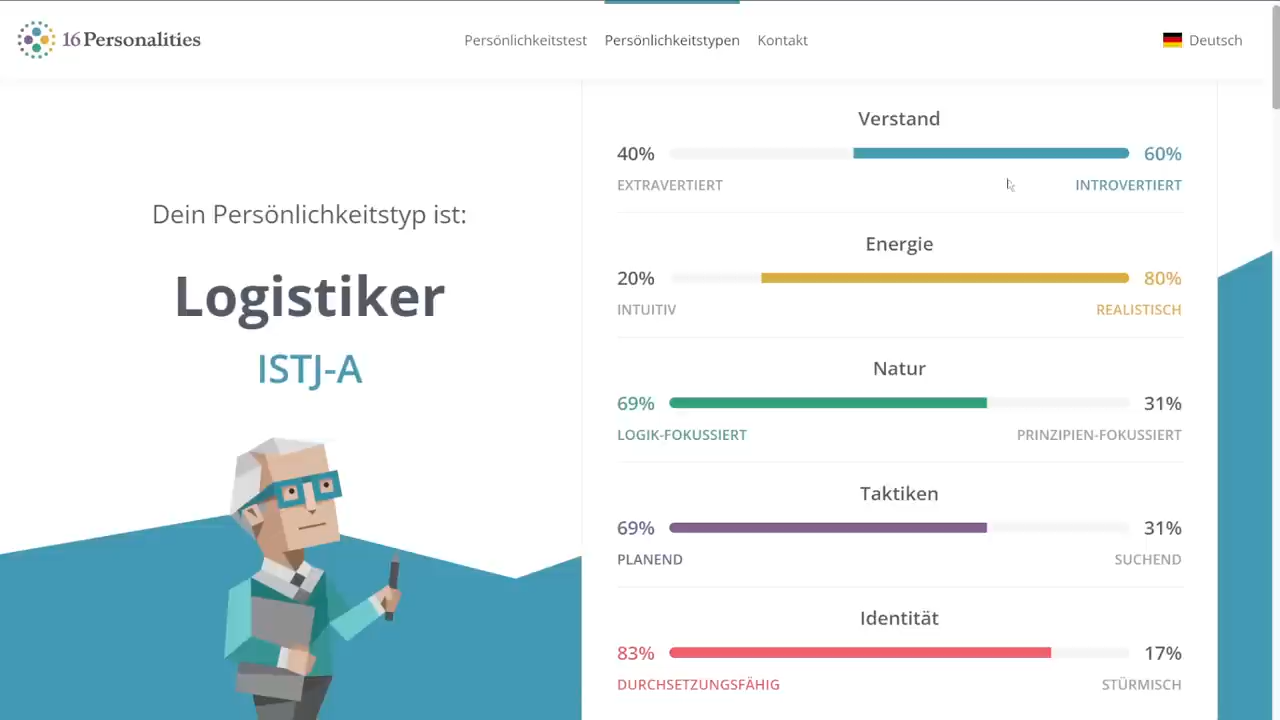 16Personalities
Persönlichkeitstest Persönlichkeitstypen Kontakt
Deutsch
Dein Persönlichkeitstyp ist:
Logistiker
ISTJ-A
Verstand
40% 60%
EXTRAVERTIERT INTROVERTIERT
Energie
20% 80%
INTUITIV REALISTISCH
Natur
69% 31%
LOGIK-FOKUSSIERT PRINZIPIEN-FOKUSSIERT
Taktiken
69% 31%
PLANEND SUCHEND
Identität
83% 17%
DURCHSETZUNGSFÄHIG STÜRMISCH